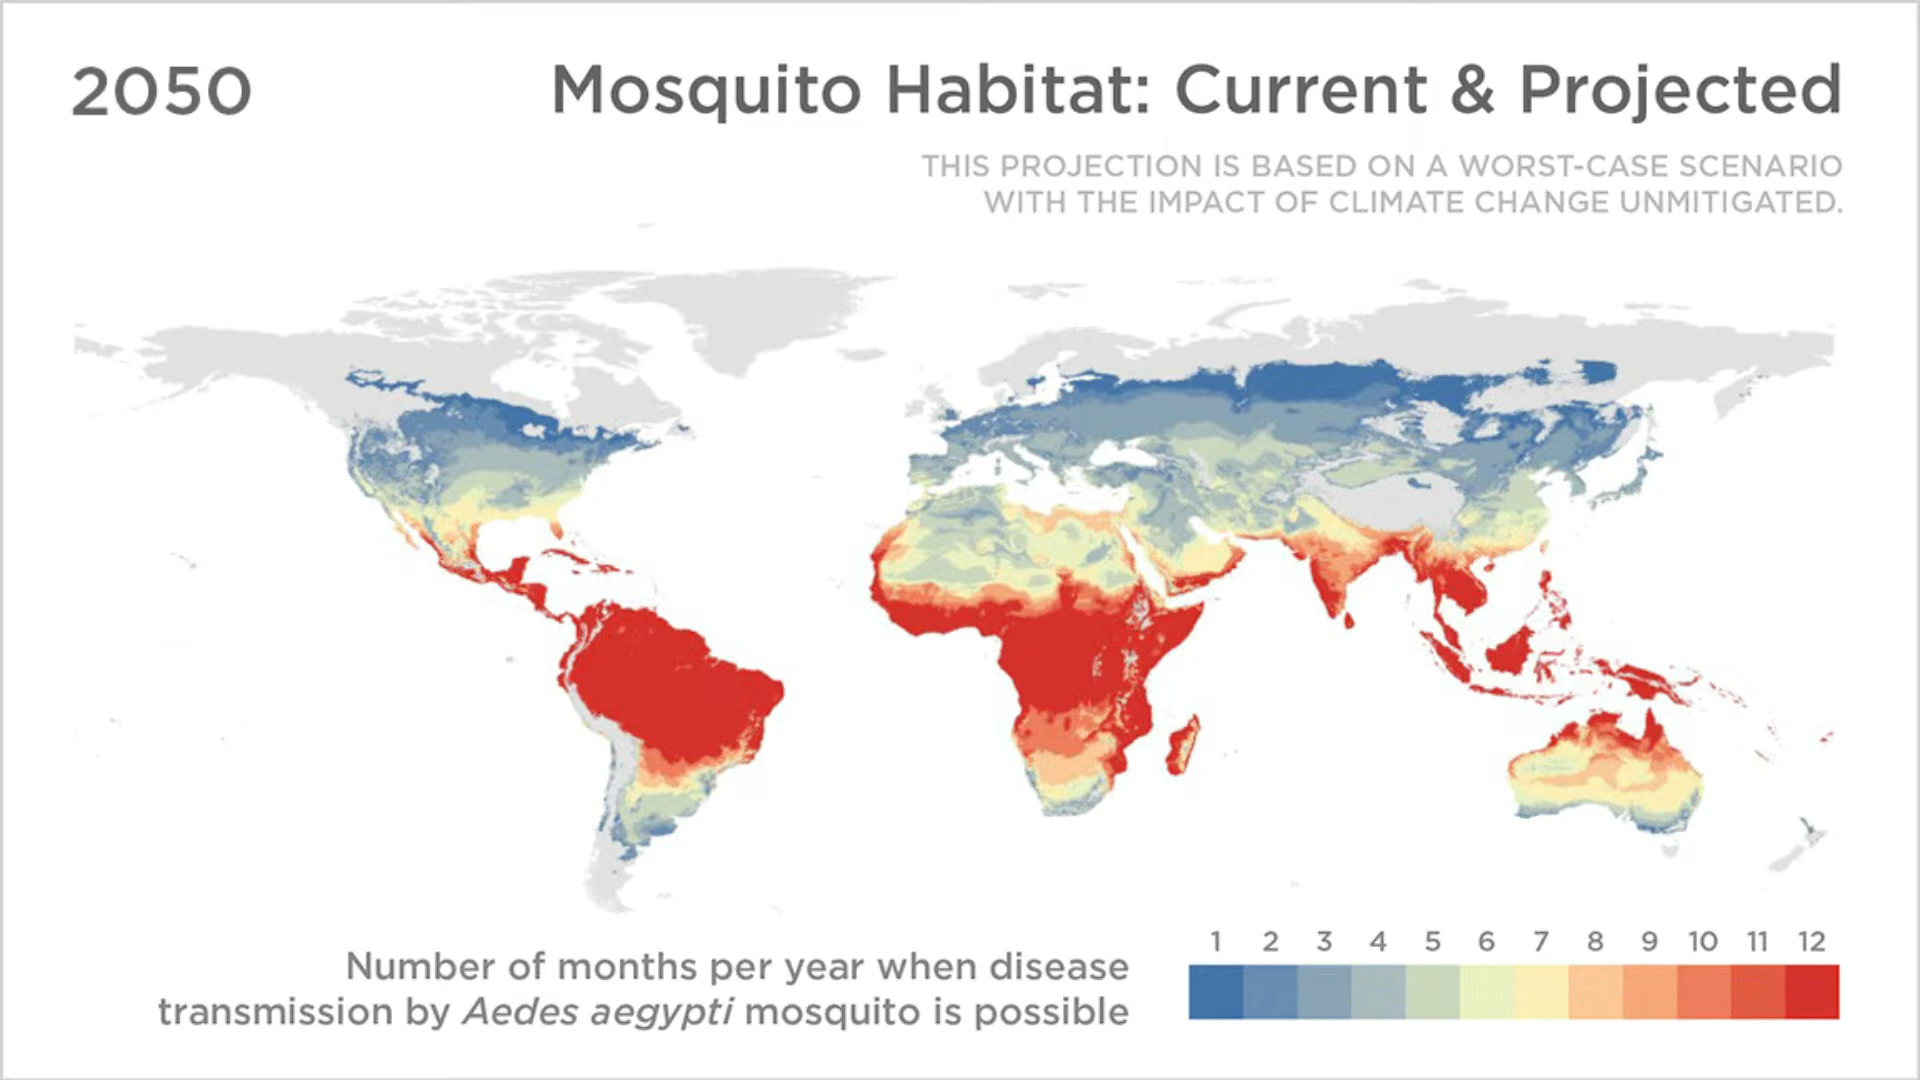 2050
Mosquito Habitat: Current & Projected
THIS PROJECTION IS BASED ON A WORST-CASE SCENARIO
WITH THE IMPACT OF CLIMATE CHANGE UNMITIGATED.
Number of months per year when disease
transmission by Aedes aegypti mosquito is possible
1 2 3 4 5 6 7 8 9 10 11 12